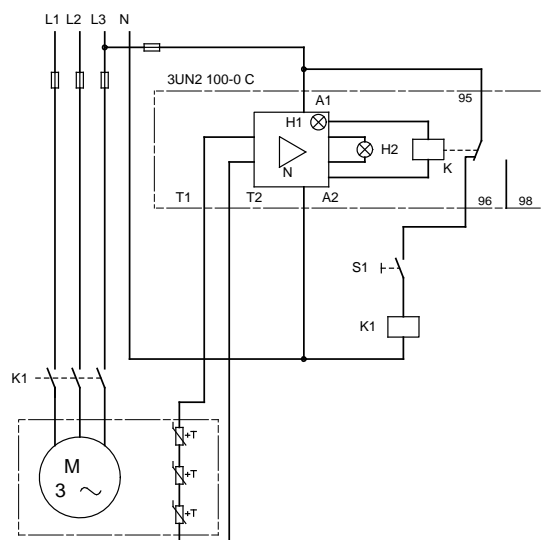 L1 L2 L3 N
3UN2 100-0 C
A1 95
H1
H2
N K
T1 T2 A2 96 98
S1
K1
K1
+T
M
3
+T
+T